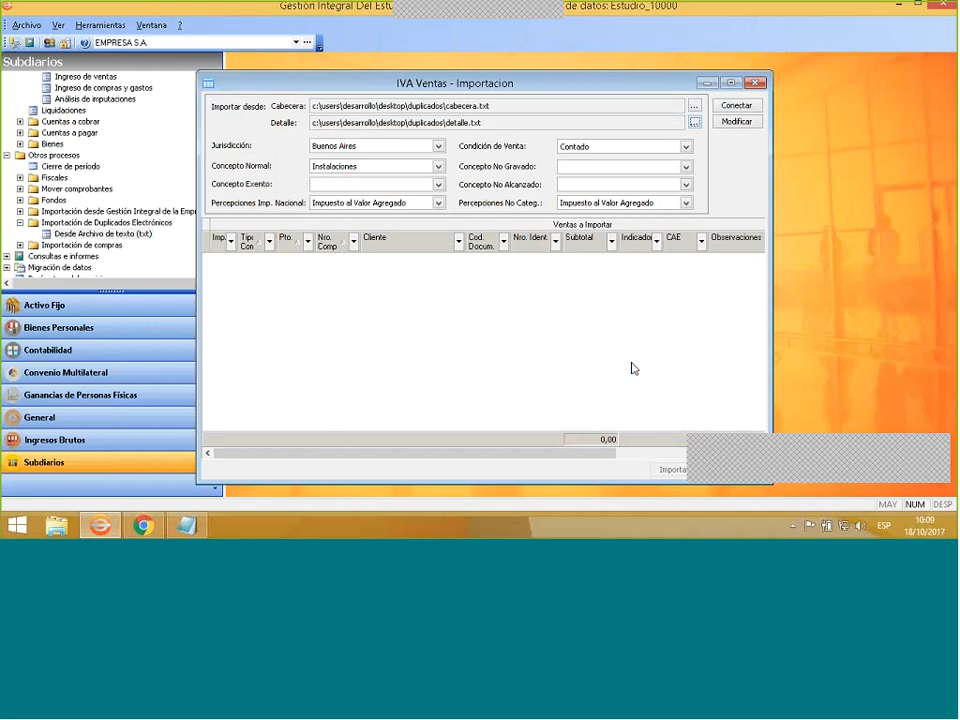 Gestión Integral Del Estu
de datos: Estudio_10000
Archivo Ver Herramientas Ventana ?
EMPRESA S.A.
Subdiarios
Ingreso de ventas
Ingreso de compras y gastos
Análisis de imputaciones
Liquidaciones
Cuentas a cobrar
Cuentas a pagar
Bienes
Otros procesos
Cierre de período
Fiscales
Mover comprobantes
Fondos
Importación desde Gestión Integral de la Emp
Importación de Duplicados Electrónicos
Desde Archivo de texto (txt)
Importación de compras
Consultas e informes
Migración de datos
Activo Fijo
Bienes Personales
Contabilidad
Convenio Multilateral
Ganancias de Personas Físicas
General
Ingresos Brutos
Subdiarios
IVA Ventas - Importacion
Importar desde: Cabecera: c:\users\desarrollo\desktop\duplicados\cabecera.txt ... Conectar
Detalle: c:\users\desarrollo\desktop\duplicados\detalle.txt ... Modificar
Jurisdicción: Buenos Aires Condición de Venta: Contado
Concepto Normal: Instalaciones Concepto No Gravado:
Concepto Exento: Concepto No Alcanzado:
Percepciones Imp. Nacional: Impuesto al Valor Agregado Percepciones No Categ.: Impuesto al Valor Agregado
Ventas a Importar
Imp. Tipo Con Pto. Nro. Comp Cliente Cod. Docum. Nro. Ident. Subtotal Indicador CAE Observaciones
0,00
Importa
MAY NUM DESP
ESP
10:09
18/10/2017